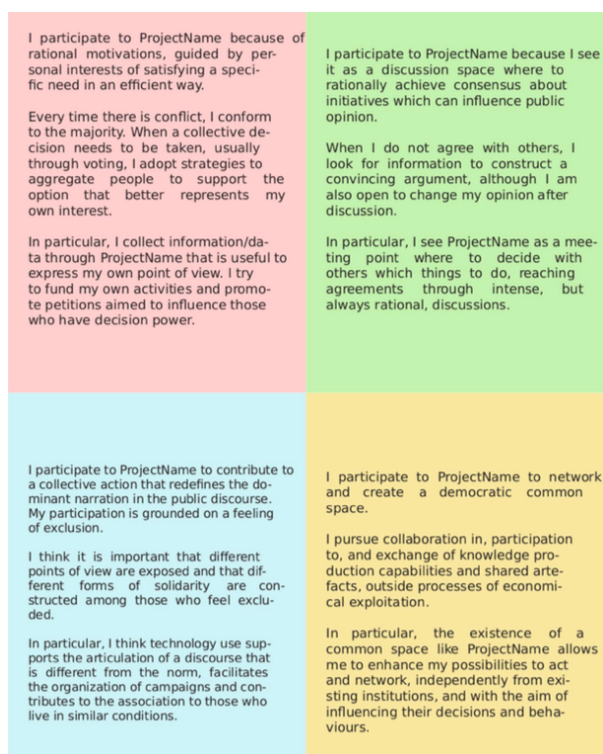 I participate to ProjectName because of
rational motivations, guided by per-
sonal interests of satisfying a speci-
fic need in an efficient way.
Every time there is conflict, I conform
to the majority. When a collective de-
cision needs to be taken, usually
through voting, I adopt strategies to
aggregate people to support the
option that better represents my
own interest.
In particular, I collect information/da-
ta through ProjectName that is useful to
express my own point of view. I try
to fund my own activities and promo-
te petitions aimed to influence those
who have decision power.
I participate to ProjectName because I see
it as a discussion space where to
rationally achieve consensus about
initiatives which can influence public
opinion.
When I do not agree with others, I
look for information to construct a
convincing argument, although I am
also open to change my opinion after
discussion.
In particular, I see ProjectName as a mee-
ting point where to decide with
others which things to do, reaching
agreements through intense, but
always rational, discussions.
I participate to ProjectName to contribute to
a collective action that redefines the do-
minant narration in the public discourse.
My participation is grounded on a feeling
of exclusion.
I think it is important that different
points of view are exposed and that dif-
ferent forms of solidarity are con-
structed among those who feel exclu-
ded.
In particular, I think technology use sup-
ports the articulation of a discourse that
is different from the norm, facilitates
the organization of campaigns and con-
tributes to the association to those who
live in similar conditions.
I participate to ProjectName to network
and create a democratic common
space.
I pursue collaboration in, participation
to, and exchange of knowledge pro-
duction capabilities and shared arte-
facts, outside processes of economi-
cal exploitation.
In particular, the existence of a
common space like ProjectName allows
me to enhance my possibilities to act
and network, independently from exi-
sting institutions, and with the aim of
influencing their decisions and beha-
viours.